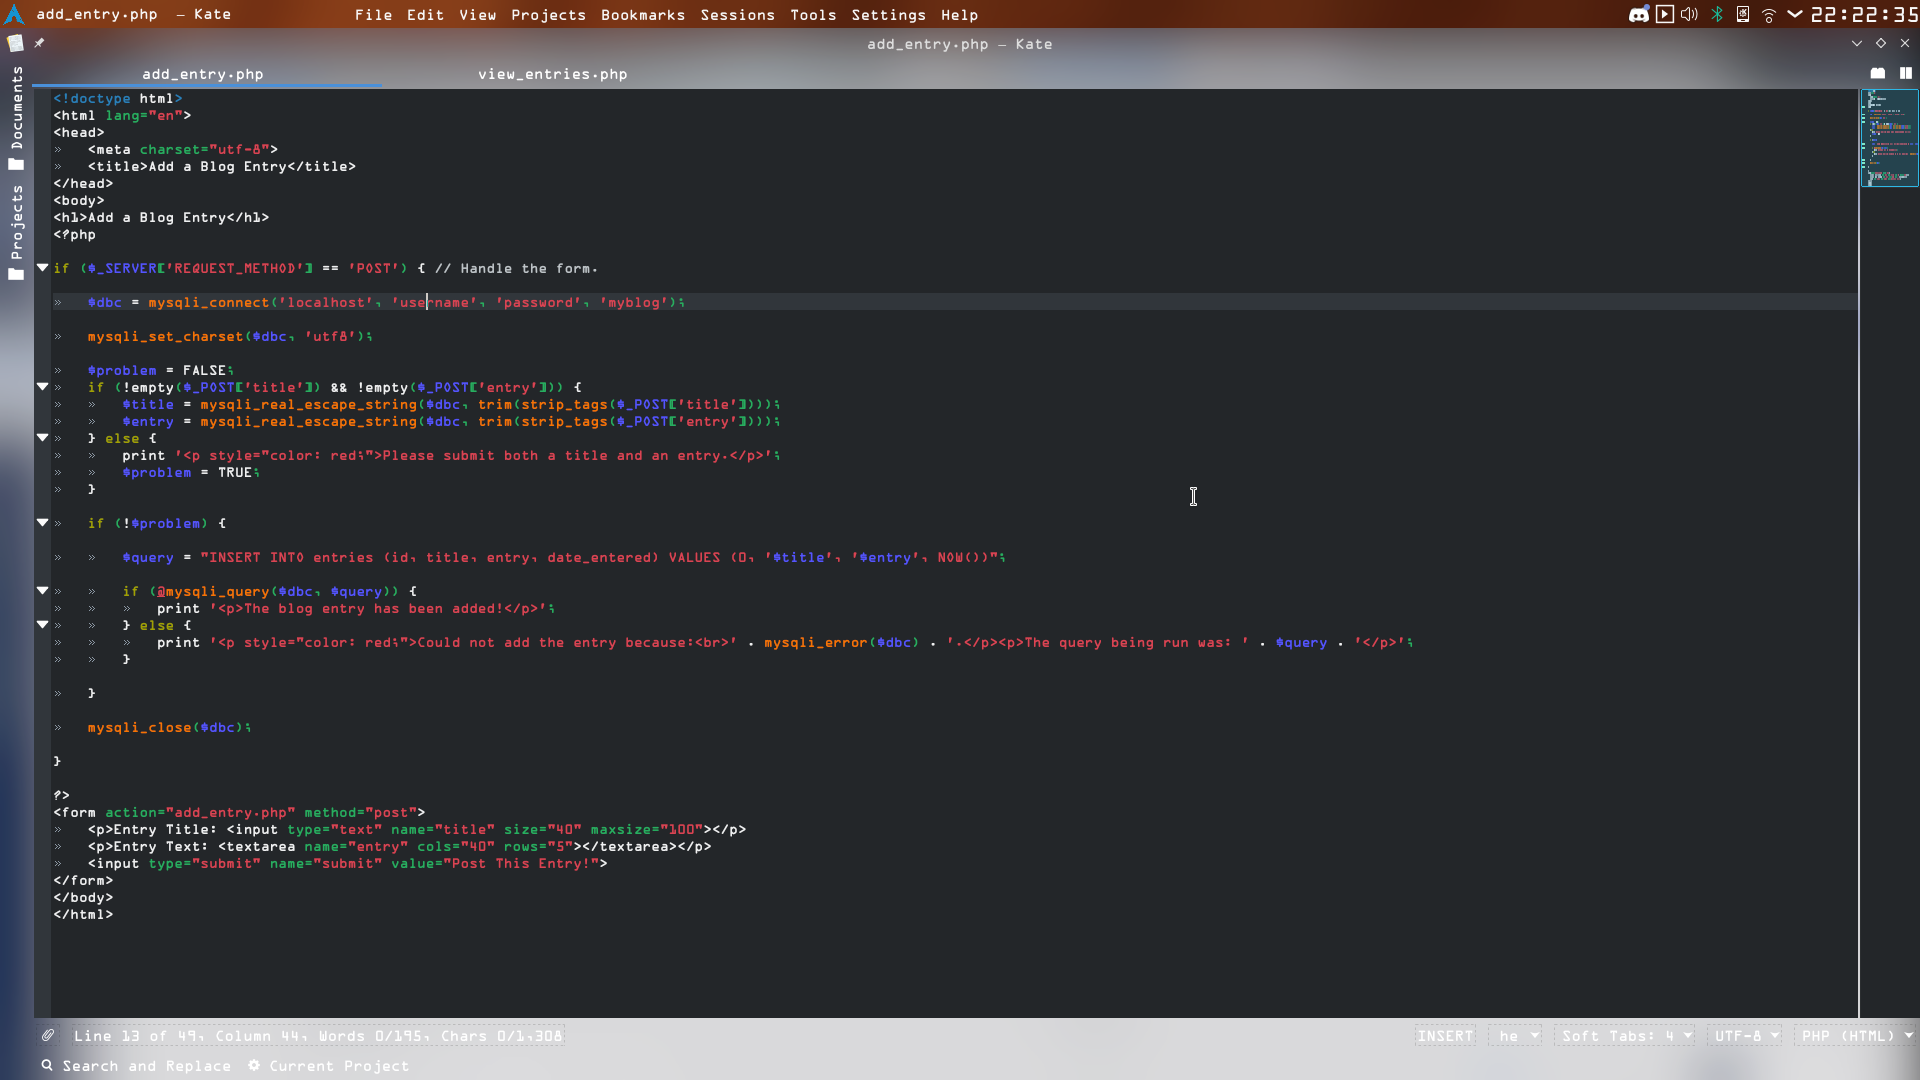 add_entry.php — Kate File Edit View Projects Bookmarks Sessions Tools Settings Help 22:22:35
add_entry.php — Kate
add_entry.php view_entries.php
Documents
Projects
<!doctype html>
<html lang="en">
<head>
» <meta charset="utf-8">
» <title>Add a Blog Entry</title>
</head>
<body>
<h1>Add a Blog Entry</h1>
<?php
if ($_SERVER['REQUEST_METHOD'] == 'POST') { // Handle the form.
» $dbc = mysqli_connect('localhost', 'username', 'password', 'myblog');
» mysqli_set_charset($dbc, 'utf8');
» $problem = FALSE;
» if (!empty($_POST['title']) && !empty($_POST['entry'])) {
» » $title = mysqli_real_escape_string($dbc, trim(strip_tags($_POST['title'])));
» » $entry = mysqli_real_escape_string($dbc, trim(strip_tags($_POST['entry'])));
» } else {
» » print '<p style="color: red;">Please submit both a title and an entry.</p>';
» » $problem = TRUE;
» }
» if (!$problem) {
» » $query = "INSERT INTO entries (id, title, entry, date_entered) VALUES (0, '$title', '$entry', NOW())";
» » if (@mysqli_query($dbc, $query)) {
» » » print '<p>The blog entry has been added!</p>';
» » } else {
» » » print '<p style="color: red;">Could not add the entry because:<br>' . mysqli_error($dbc) . '.</p><p>The query being run was: ' . $query . '</p>';
» » }
» }
» mysqli_close($dbc);
}
?>
<form action="add_entry.php" method="post">
» <p>Entry Title: <input type="text" name="title" size="40" maxsize="100"></p>
» <p>Entry Text: <textarea name="entry" cols="40" rows="5"></textarea></p>
» <input type="submit" name="submit" value="Post This Entry!">
</form>
</body>
</html>
Line 13 of 49, Column 44, Words 0/195, Chars 0/1,308 INSERT he Soft Tabs: 4 UTF-8 PHP (HTML)
Search and Replace Current Project